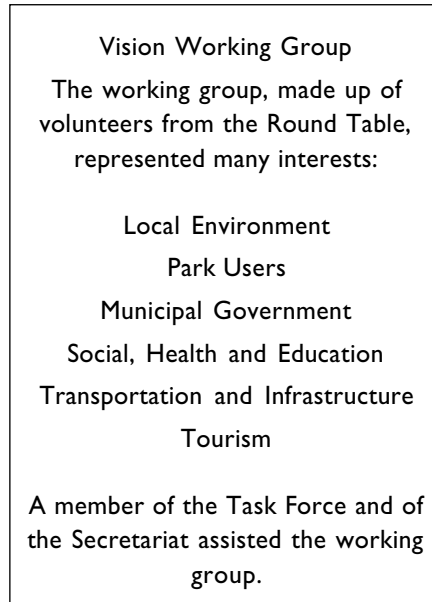 Vision Working Group
The working group, made up of
volunteers from the Round Table,
represented many interests:
Local Environment
Park Users
Municipal Government
Social, Health and Education
Transportation and Infrastructure
Tourism
A member of the Task Force and of
the Secretariat assisted the working
group.